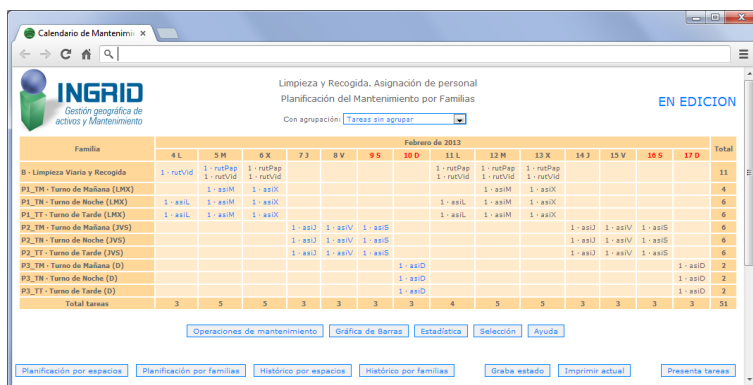 Calendario de Mantenimie
INGRID
Gestión geográfica de
activos y Mantenimiento
Limpieza y Recogida. Asignación de personal
Planificación del Mantenimiento por Familias
Con agrupación: Tareas sin agrupar
EN EDICION
Familia Febrero de 2013 Total
4 L 5 M 6 X 7 J 8 V 9 S 10 D 11 L 12 M 13 X 14 J 15 V 16 S 17 D
B - Limpieza Viaria y Recogida 1 - rutVid 1 - rutPap 1 - rutPap 1 - rutPap 1 - rutPap 1 - rutPap 11
1 - rutVid 1 - rutVid 1 - rutVid 1 - rutVid 1 - rutVid
P1_TM - Turno de Mañana (LMX) 1 - asiM 1 - asiX 1 - asiM 1 - asiX 4
P1_TN - Turno de Noche (LMX) 1 - asiL 1 - asiM 1 - asiX 1 - asiL 1 - asiM 1 - asiX 6
P1_TT - Turno de Tarde (LMX) 1 - asiL 1 - asiM 1 - asiX 1 - asiL 1 - asiM 1 - asiX 6
P2_TM - Turno de Mañana (JVS) 1 - asiJ 1 - asiV 1 - asiS 1 - asiJ 1 - asiV 1 - asiS 6
P2_TN - Turno de Noche (JVS) 1 - asiJ 1 - asiV 1 - asiS 1 - asiJ 1 - asiV 1 - asiS 6
P2_TT - Turno de Tarde (JVS) 1 - asiJ 1 - asiV 1 - asiS 1 - asiJ 1 - asiV 1 - asiS 6
P3_TM - Turno de Mañana (D) 1 - asiD 1 - asiD 2
P3_TN - Turno de Noche (D) 1 - asiD 1 - asiD 2
P3_TT - Turno de Tarde (D) 1 - asiD 1 - asiD 2
Total tareas 3 5 5 3 3 3 3 4 5 5 3 3 3 3 51
Operaciones de mantenimiento Gráfica de Barras Estadística Selección Ayuda
Planificación por espacios Planificación por familias Histórico por espacios Histórico por familias Graba estado Imprimir actual Presenta tareas